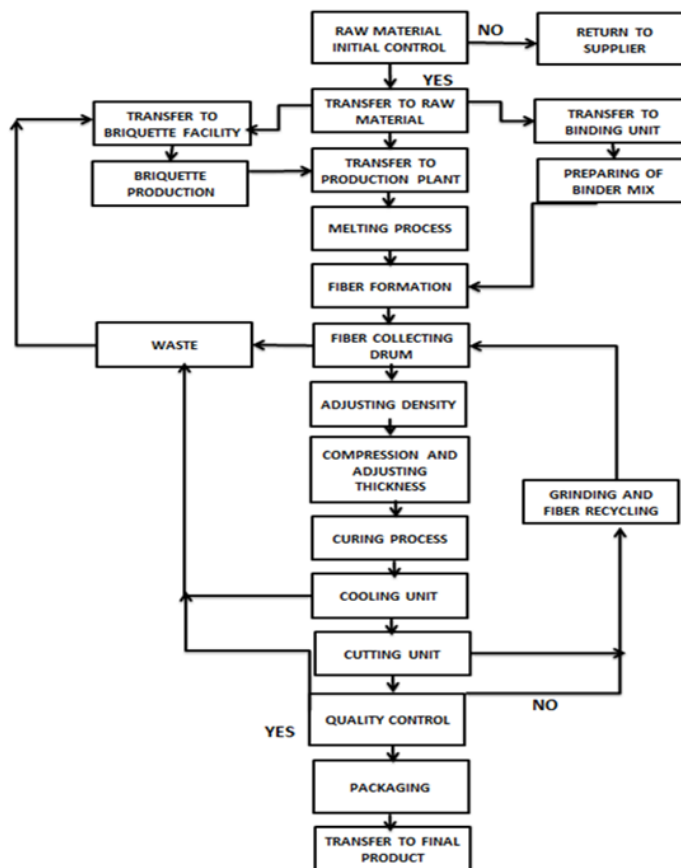 RAW MATERIAL
INITIAL CONTROL
NO
RETURN TO
SUPPLIER
YES
TRANSFER TO
BRIQUETTE FACILITY
TRANSFER TO RAW
MATERIAL
TRANSFER TO
BINDING UNIT
BRIQUETTE
PRODUCTION
TRANSFER TO
PRODUCTION PLANT
PREPARING OF
BINDER MIX
MELTING PROCESS
FIBER FORMATION
WASTE
FIBER COLLECTING
DRUM
ADJUSTING DENSITY
COMPRESSION AND
ADJUSTING
THICKNESS
GRINDING AND
FIBER RECYCLING
CURING PROCESS
COOLING UNIT
CUTTING UNIT
QUALITY CONTROL
NO
YES
PACKAGING
TRANSFER TO FINAL
PRODUCT